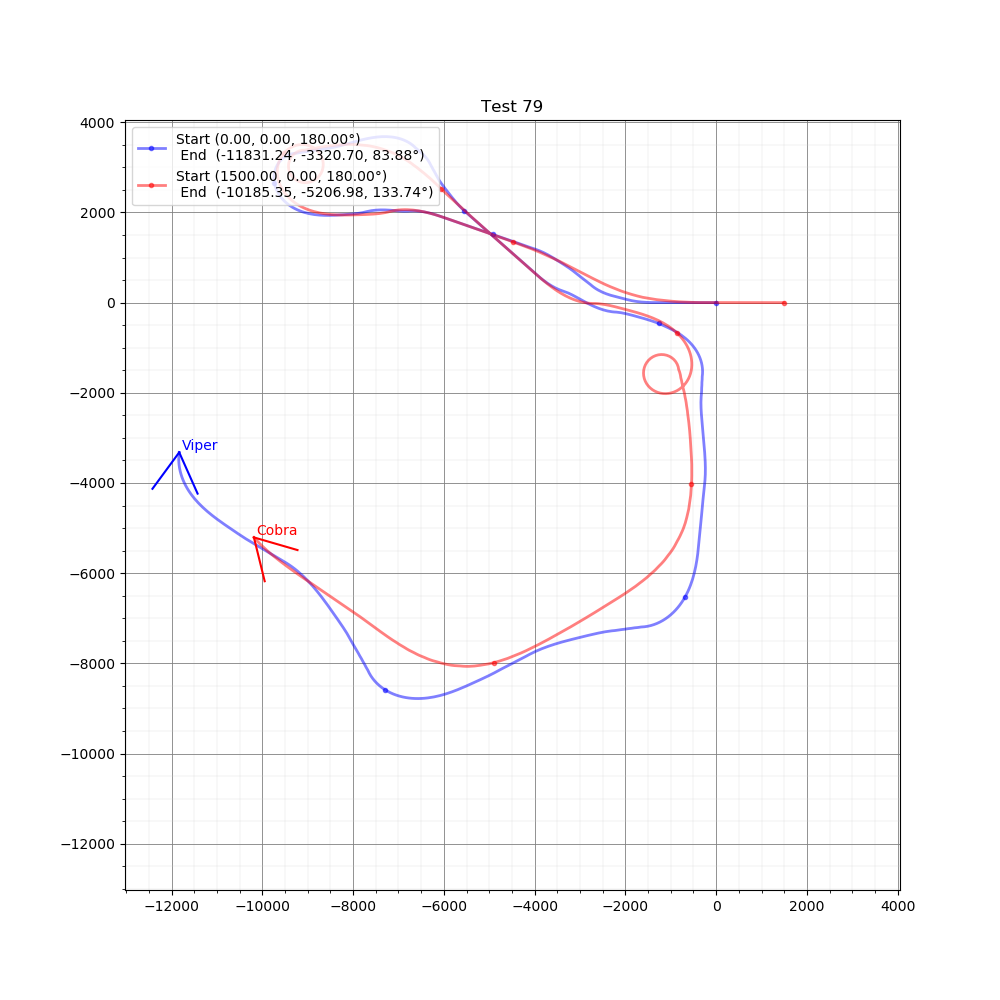 Test 79
Start (0.00, 0.00, 180.00°)
End (-11831.24, -3320.70, 83.88°)
Start (1500.00, 0.00, 180.00°)
End (-10185.35, -5206.98, 133.74°)
4000
2000
0
−2000
−4000
−6000
−8000
−10000
−12000
Viper
Cobra
−12000 −10000 −8000 −6000 −4000 −2000 0 2000 4000